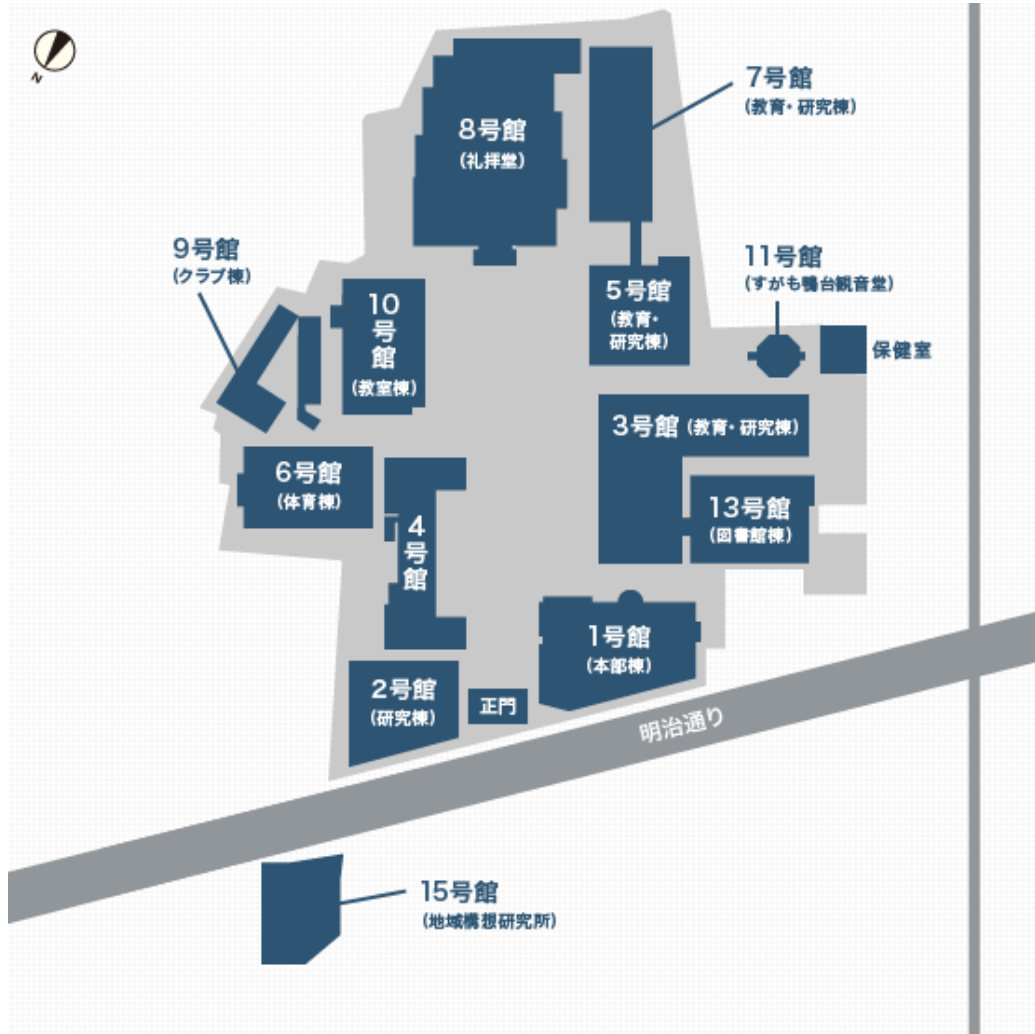 N
7号館
(教育・研究棟)
8号館
(礼拝堂)
9号館
(クラブ棟)
11号館
(すがも鴨台観音堂)
5号館
(教育・
研究棟)
10
号
館
(教室棟)
保健室
3号館 (教育・研究棟)
6号館
(体育棟)
13号館
(図書館棟)
4
号
館
1号館
(本部棟)
2号館
(研究棟)
正門
明治通り
15号館
(地域構想研究所)